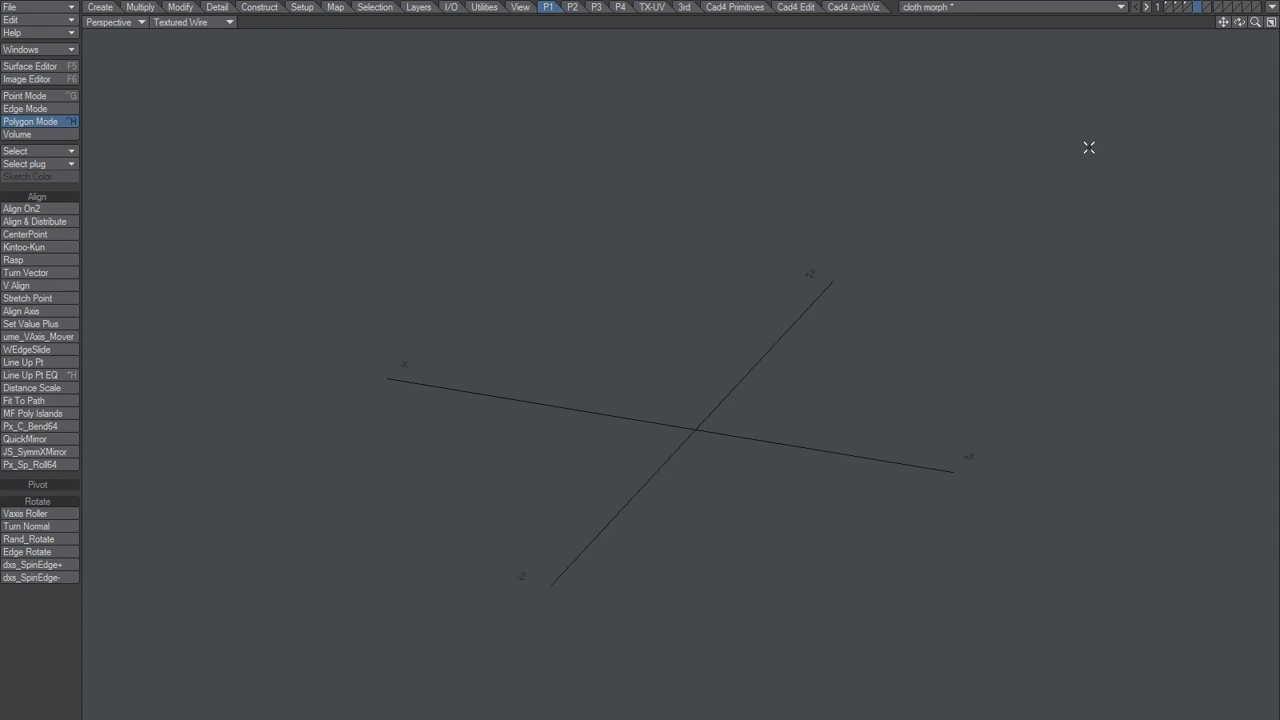 File Create Multiply Modify Detail Construct Setup Map Selection Layers I/O Utilities View P1 P2 P3 P4 TX-UV 3rd Cad4 Primitives Cad4 Edit Cad4 ArchViz cloth morph * 1
Edit Perspective Textured Wire
Help
Windows
Surface Editor F5
Image Editor F6
Point Mode ^G
Edge Mode
Polygon Mode ^H
Volume
Select
Select plug
Sketch Color
Align
Align On2
Align & Distribute
CenterPoint
Kintoo-Kun
Rasp
Turn Vector
V Align
Stretch Point
Align Axis
Set Value Plus
ume_VAxis_Mover
WEdgeSlide
Line Up Pt
Line Up Pt EQ *H
Distance Scale
Fit To Path
MF Poly Islands
Px_C_Bend64
QuickMirror
JS_SymmXMirror
Px_Sp_Roll64
Pivot
Rotate
Vaxis Roller
Turn Normal
Rand_Rotate
Edge Rotate
dxs_SpinEdge+
dxs_SpinEdge-
+Z
-X
+X
-Z